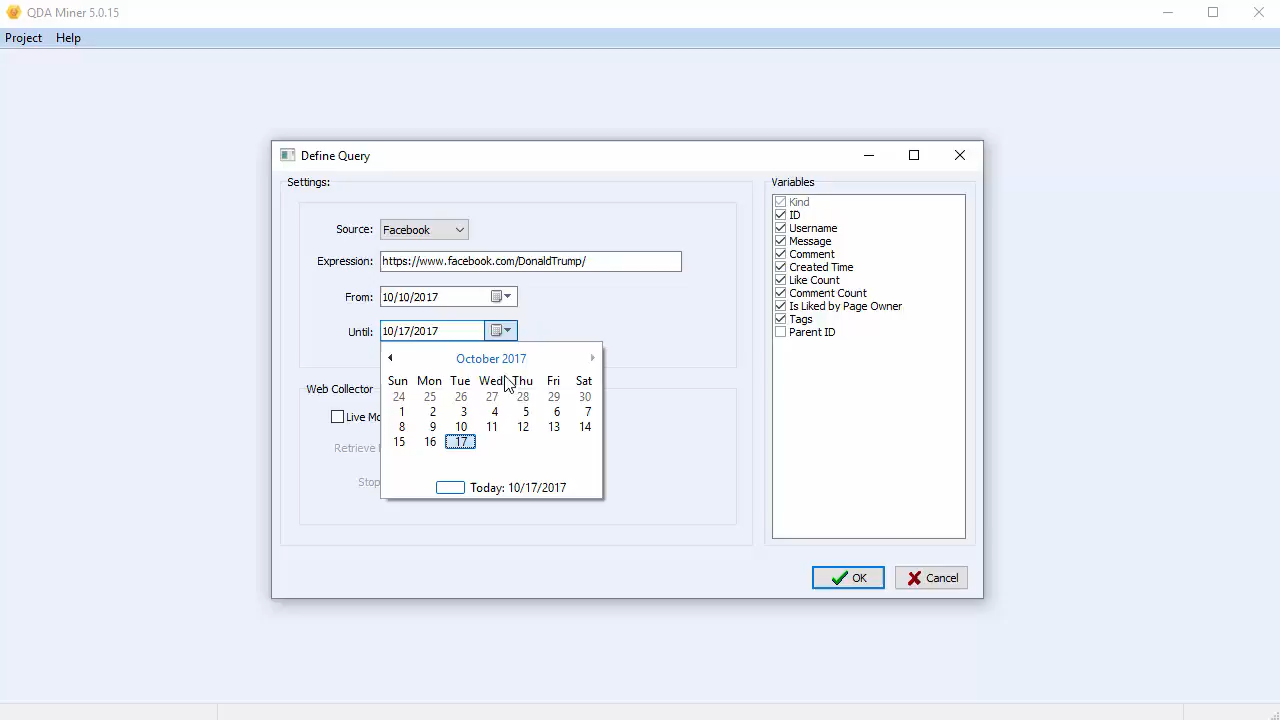 QDA Miner 5.0.15
Project Help
Define Query
Settings:
Source: Facebook
Expression: https://www.facebook.com/DonaldTrump/
From: 10/10/2017
Until: 10/17/2017
October 2017
Sun Mon Tue Wed Thu Fri Sat
24 25 26 27 28 29 30
1 2 3 4 5 6 7
8 9 10 11 12 13 14
15 16 17
Today: 10/17/2017
Web Collector
Live Mo
Retrieve
Stop
Variables
Kind
ID
Username
Message
Comment
Created Time
Like Count
Comment Count
Is Liked by Page Owner
Tags
Parent ID
OK Cancel